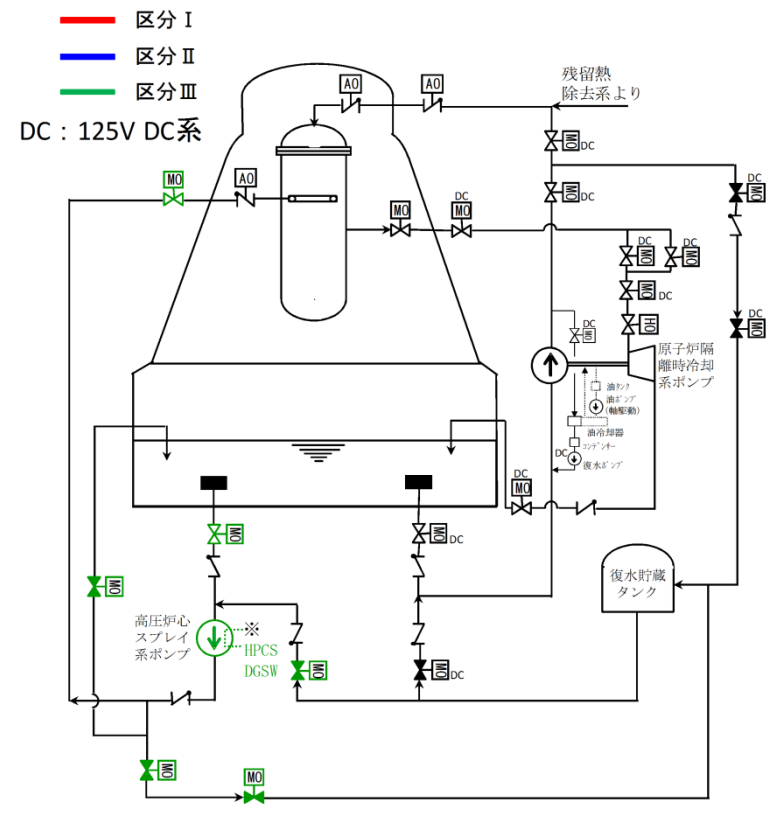 区分Ⅰ
区分Ⅱ
区分Ⅲ
DC：125V DC系
AO
AO
残留熱
除去系より
MO DC
MO
AO
MO DC
DC
MO
MO
DC
MO
DC
MO
DC
MO
MO DC
DC
MO
HO
DC
MO
原子炉隔
離時冷却
系ポンプ
油タンク
油ポンプ
(軸駆動)
油冷却器
コンデンサー
DC
復水ポンプ
DC
MO
MO
MO DC
MO
復水貯蔵
タンク
高圧炉心
スプレイ
系ポンプ
※
HPCS
DGSW
MO
MO DC
MO
MO